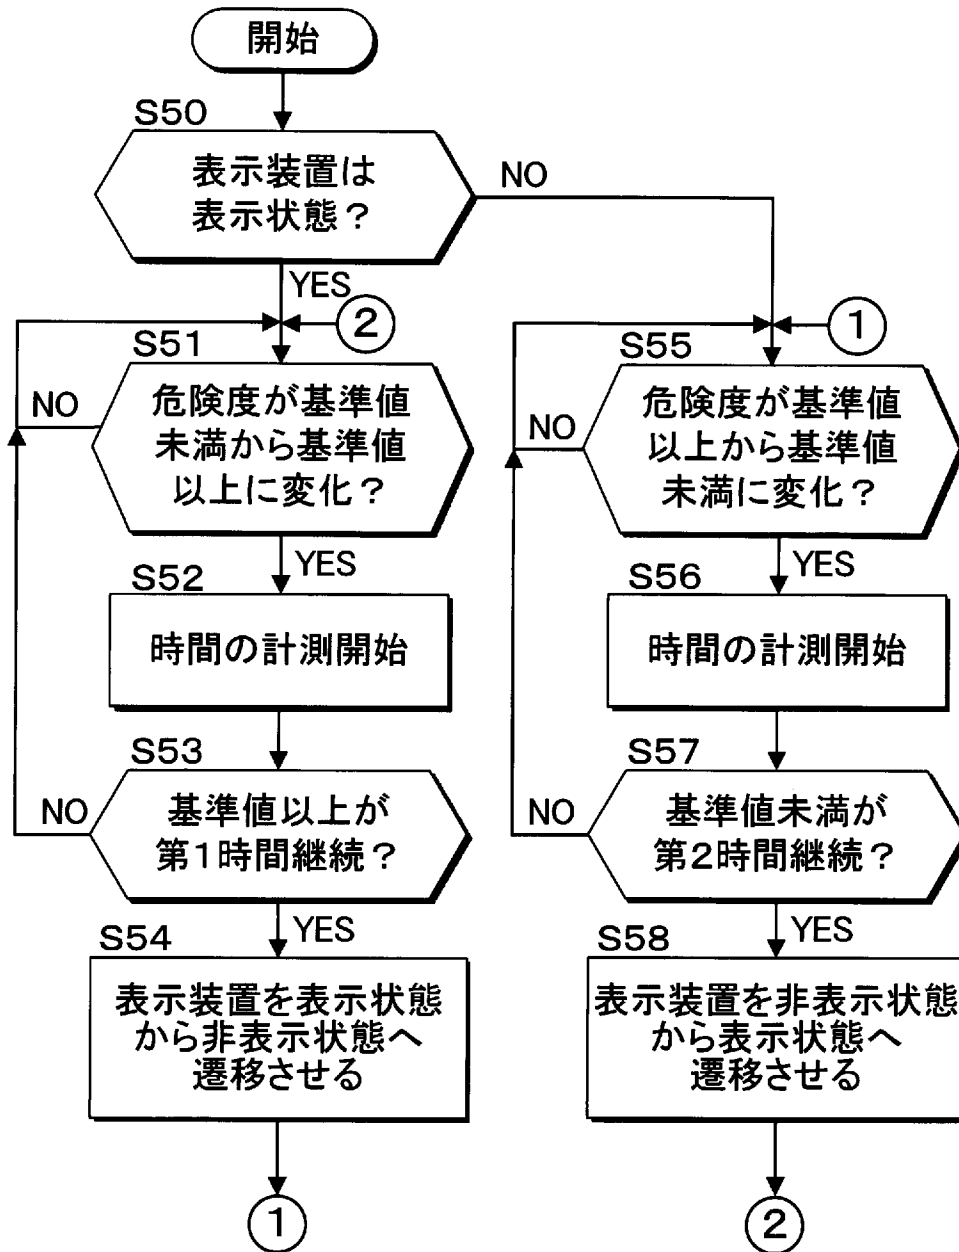 開始
S50
表示装置は
表示状態？
NO
YES
②
S51
危険度が基準値
未満から基準値
以上に変化？
NO
YES
S52
時間の計測開始
S53
基準値以上が
第1時間継続？
NO
YES
S54
表示装置を表示状態
から非表示状態へ
遷移させる
①
①
S55
危険度が基準値
以上から基準値
未満に変化？
NO
YES
S56
時間の計測開始
S57
基準値未満が
第2時間継続？
NO
YES
S58
表示装置を非表示状態
から表示状態へ
遷移させる
②